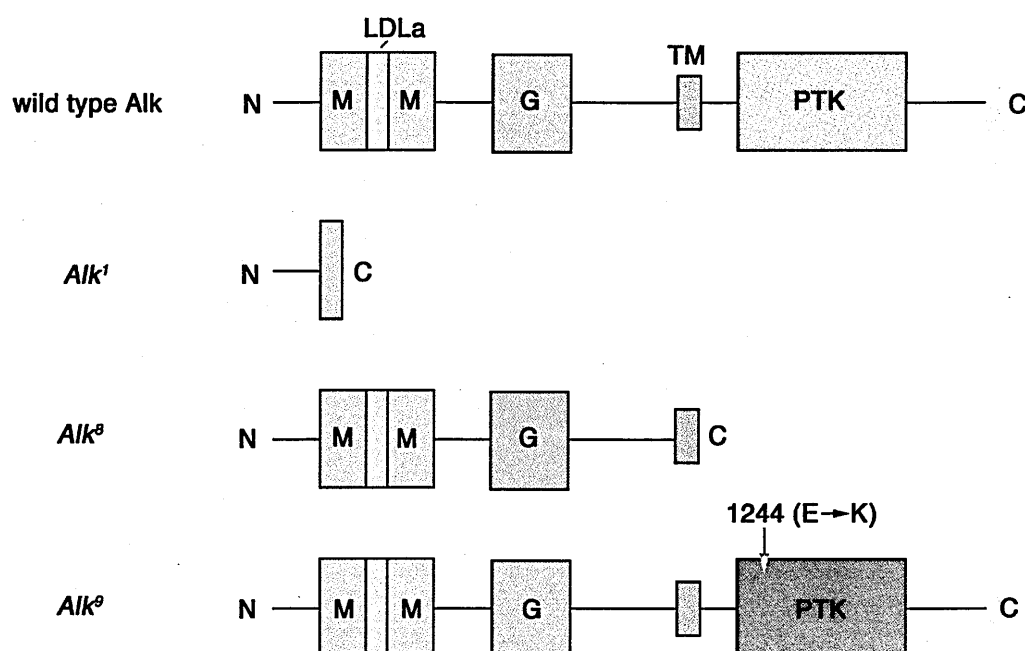 LDLa
TM
wild type Alk N M M G PTK C
Alk¹ N C
Alk⁸ N M M G C
1244 (E→K)
Alk⁹ N M M G PTK C